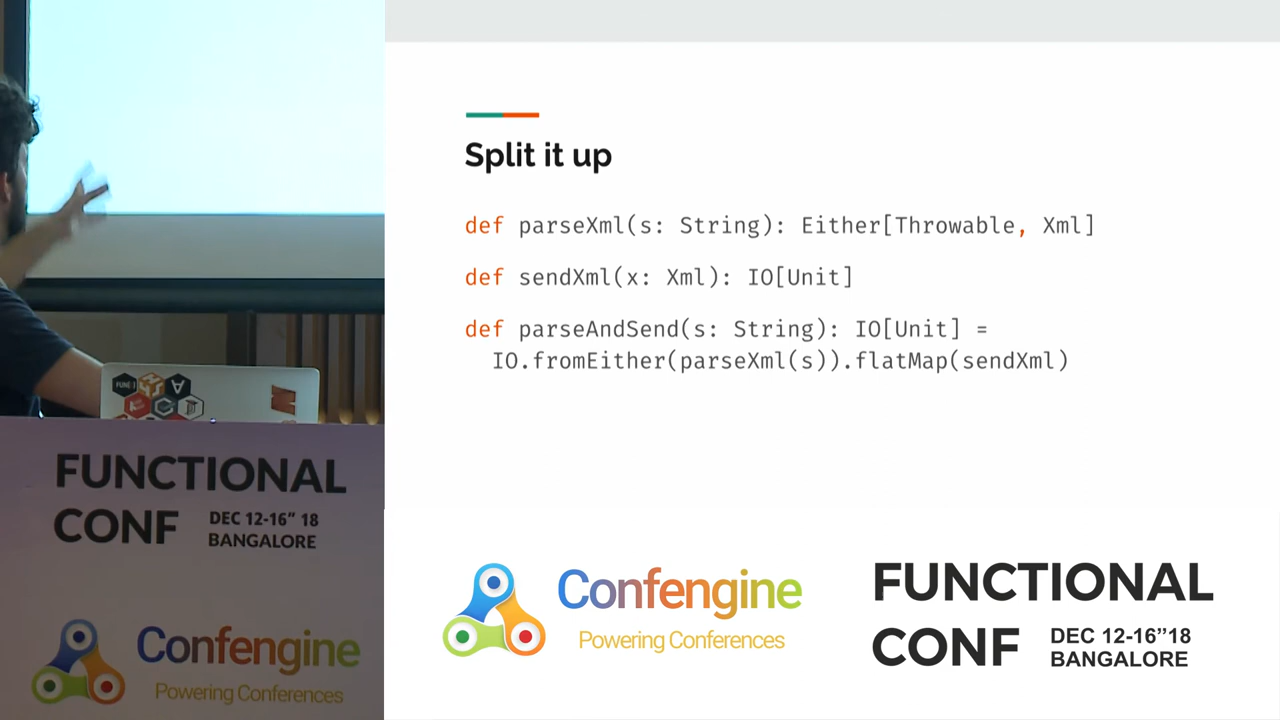 Split it up
def parseXml(s: String): Either[Throwable, Xml]
def sendXml(x: Xml): IO[Unit]
def parseAndSend(s: String): IO[Unit] =
IO.fromEither(parseXml(s)).flatMap(sendXml)
FUNCTIONAL
CONF
DEC 12-16” 18
BANGALORE
Confengine
Powering Conferences
Confengine
Powering Conferences
FUNCTIONAL
CONF
DEC 12-16”18
BANGALORE